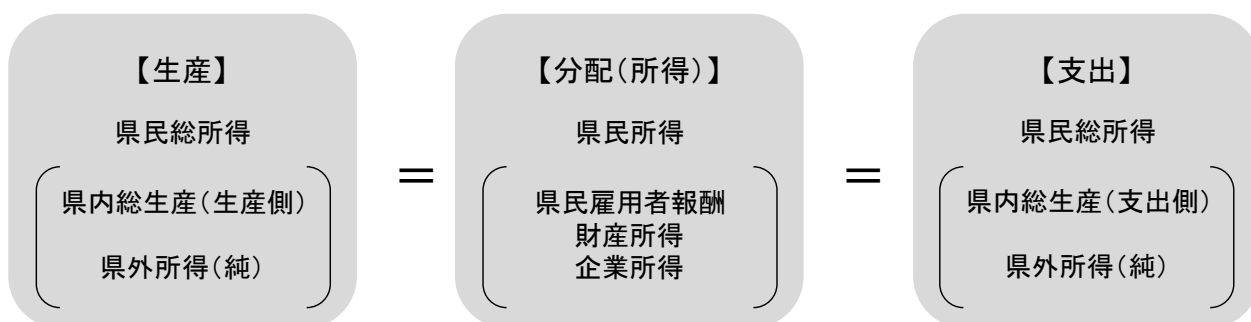 【生産】
県民総所得
県内総生産(生産側)
県外所得(純)
=
【分配(所得)】
県民所得
県民雇用者報酬
財産所得
企業所得
=
【支出】
県民総所得
県内総生産(支出側)
県外所得(純)